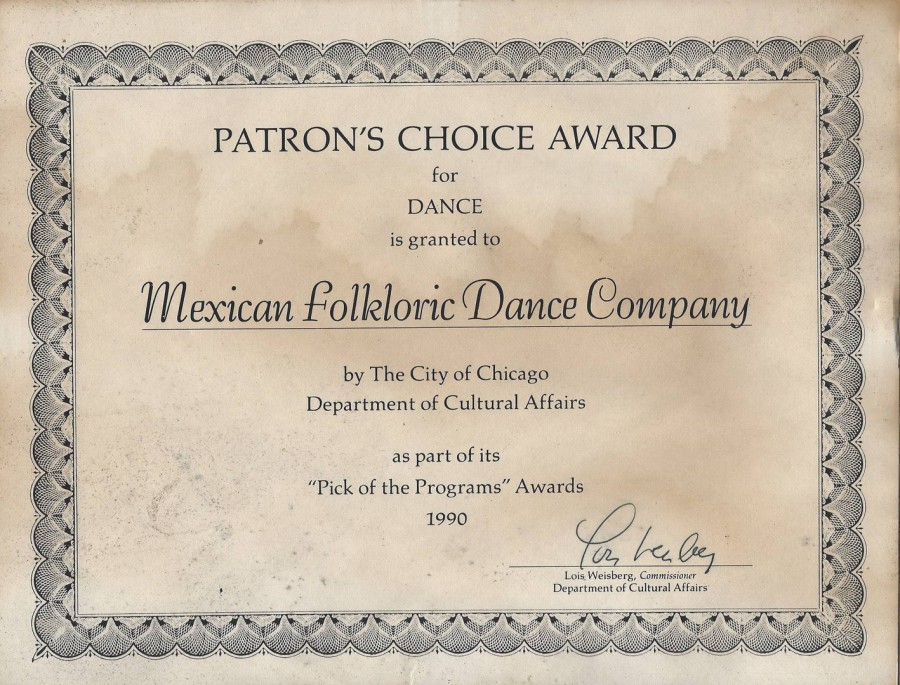 PATRON'S CHOICE AWARD
for
DANCE
is granted to
Mexican Folkloric Dance Company
by The City of Chicago
Department of Cultural Affairs
as part of its
“Pick of the Programs” Awards
1990
Lois Weisberg
Lois Weisberg, Commissioner
Department of Cultural Affairs